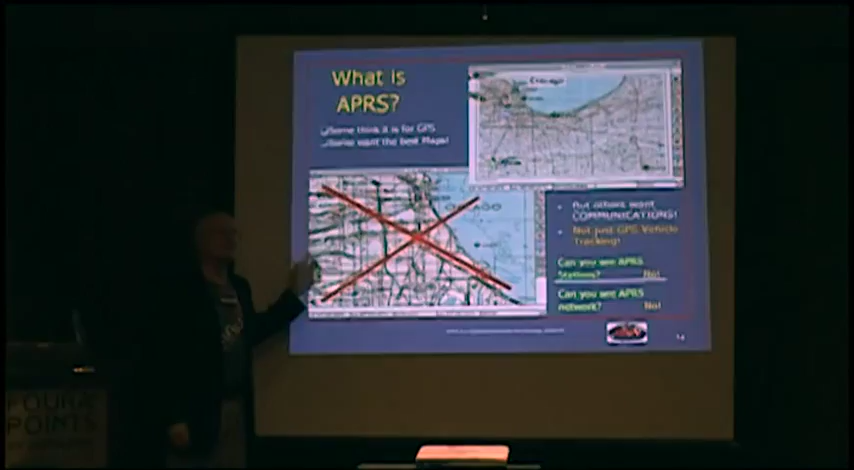 What is
APRS?
Some think it is for GPS
Some want the best Maps!
Chicago
But others want
COMMUNICATIONS!
Not just GPS Vehicle
Tracking!
Can you see APRS
Stations? No!
Can you see APRS
network? No!
14
FOUR
POINTS